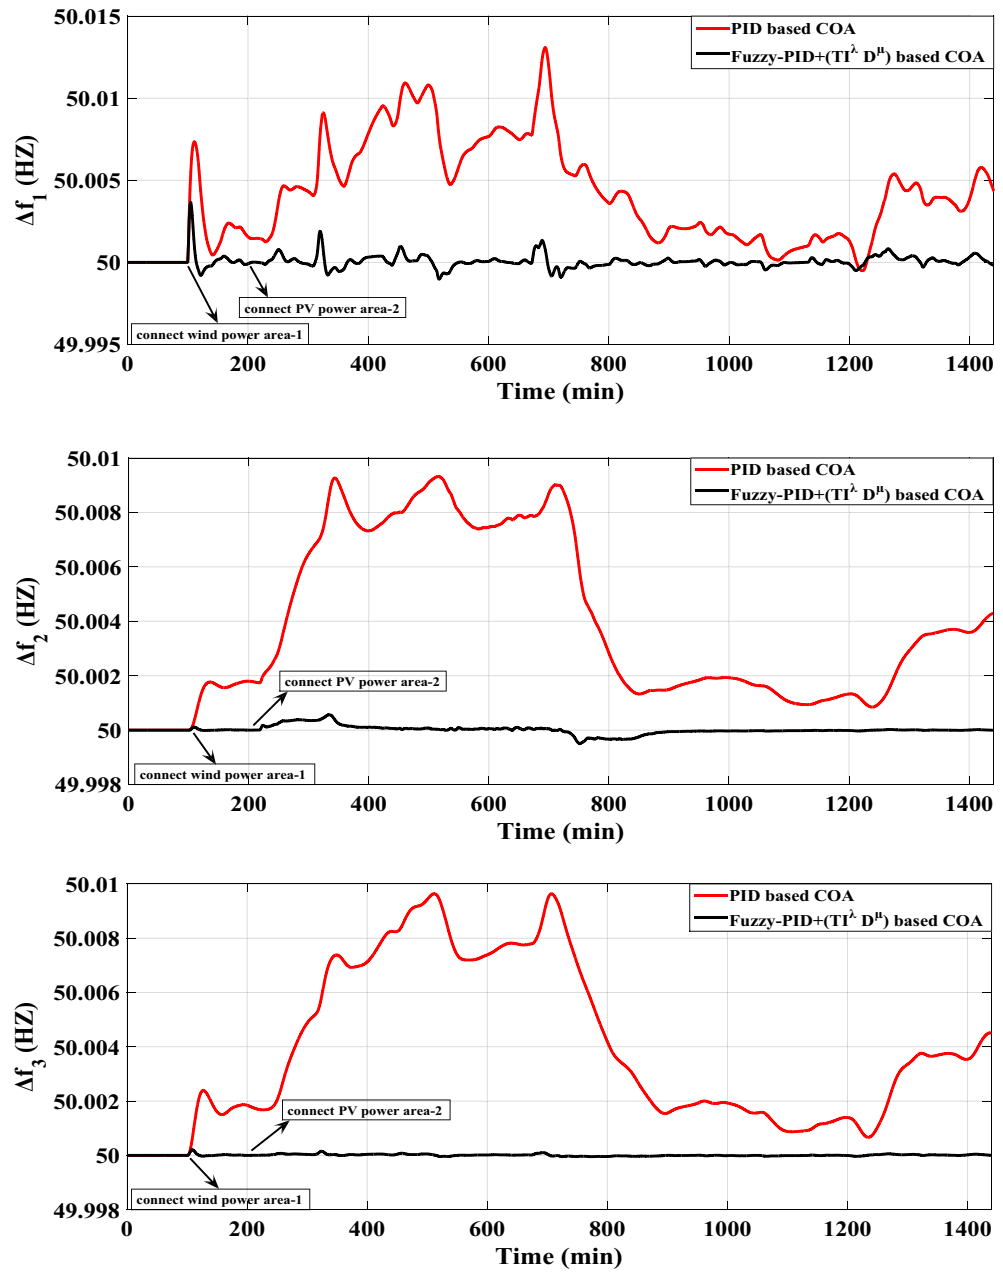 50.015
50.01
50.005
50
49.995
Δf₁ (HZ)
PID based COA
Fuzzy-PID+(TI^λ D^μ) based COA
connect PV power area-2
connect wind power area-1
0 200 400 600 800 1000 1200 1400
Time (min)
50.01
50.008
50.006
50.004
50.002
50
49.998
Δf₂ (HZ)
PID based COA
Fuzzy-PID+(TI^λ D^μ) based COA
connect PV power area-2
connect wind power area-1
0 200 400 600 800 1000 1200 1400
Time (min)
50.01
50.008
50.006
50.004
50.002
50
49.998
Δf₃ (HZ)
PID based COA
Fuzzy-PID+(TI^λ D^μ) based COA
connect PV power area-2
connect wind power area-1
0 200 400 600 800 1000 1200 1400
Time (min)